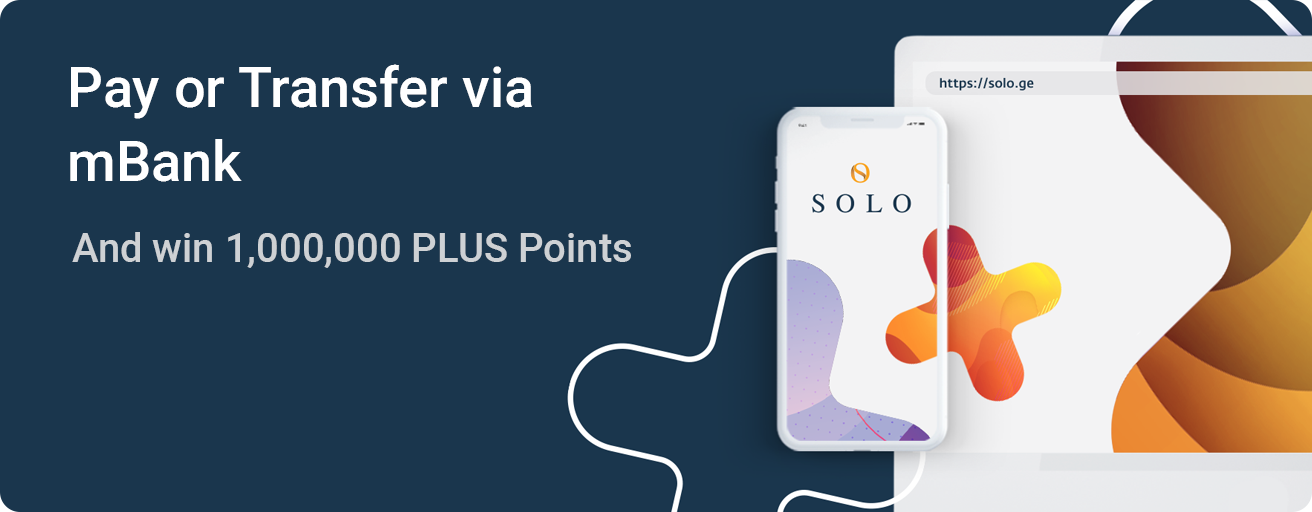 Pay or Transfer via
mBank
And win 1,000,000 PLUS Points
https://solo.ge
SOLO